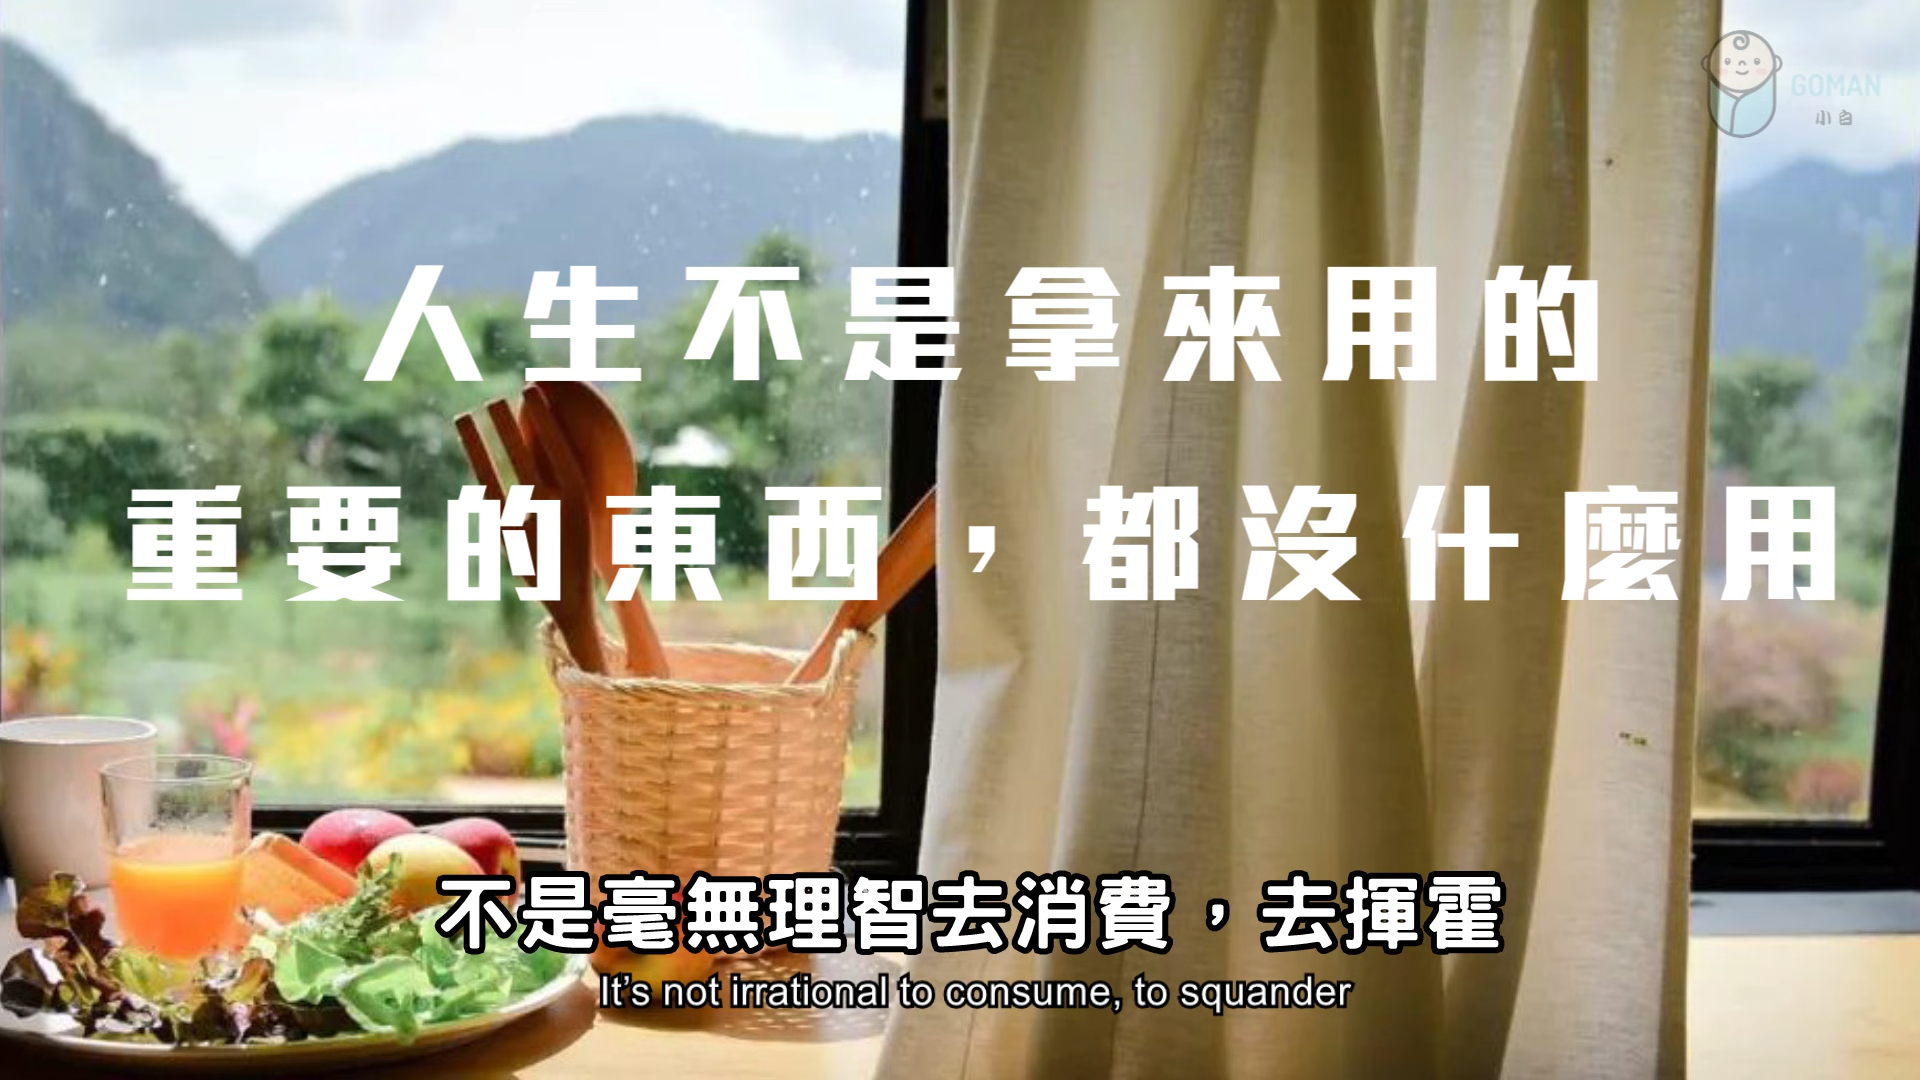 GOMAN
小白
人生不是拿來用的
重要的東西，都沒什麼用
不是毫無理智去消費，去揮霍
It's not irrational to consume, to squander